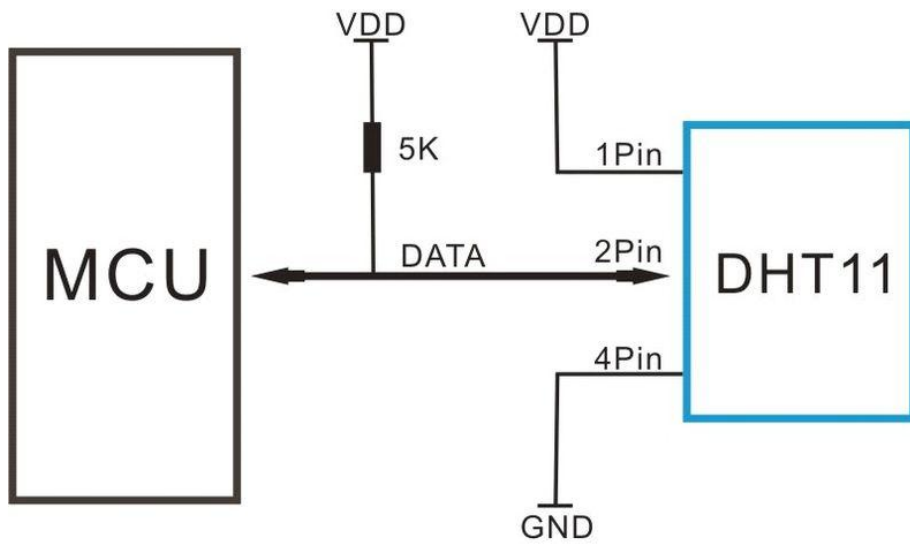 VDD
VDD
5K
1Pin
MCU
DATA
2Pin
DHT11
4Pin
GND